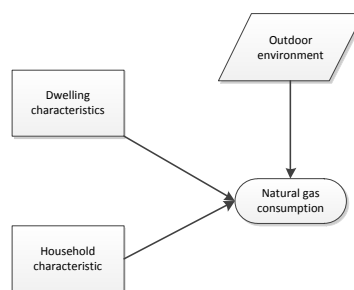 Outdoor
environment
Dwelling
characteristics
Natural gas
consumption
Household
characteristic